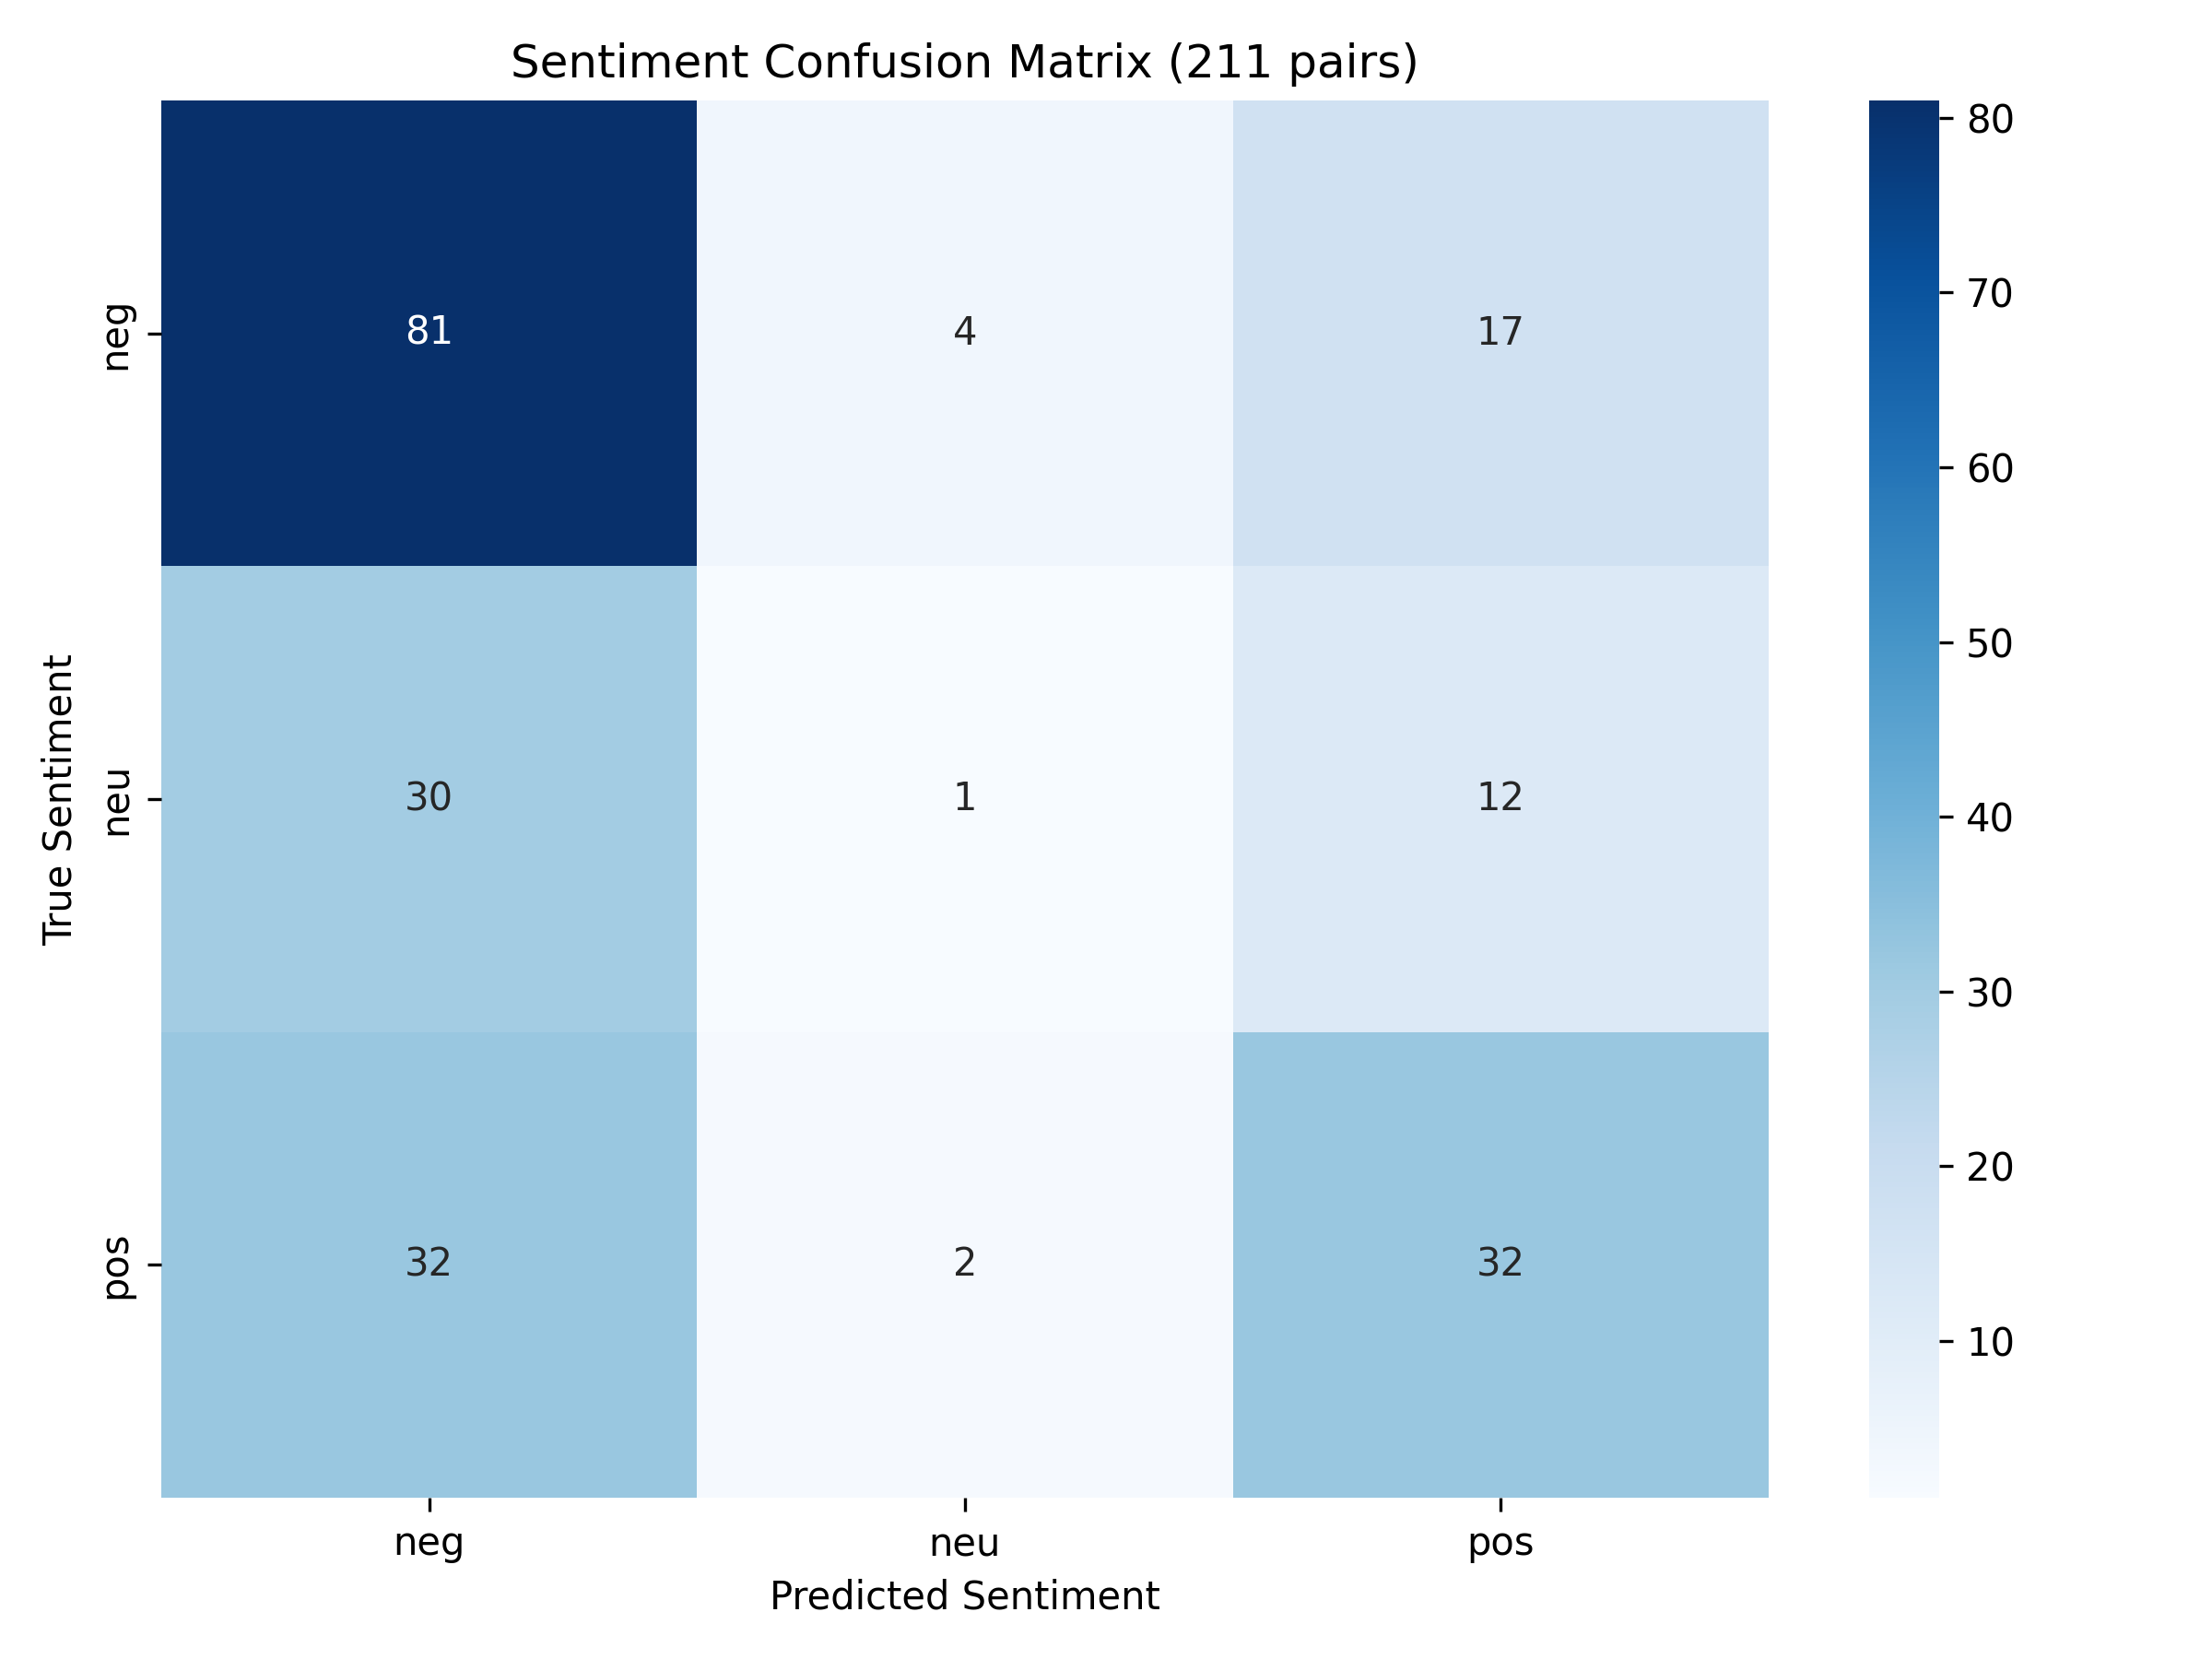 Sentiment Confusion Matrix (211 pairs)
True Sentiment
neg
81 4 17
neu
30 1 12
pos
32 2 32
neg neu pos
Predicted Sentiment
80
70
60
50
40
30
20
10